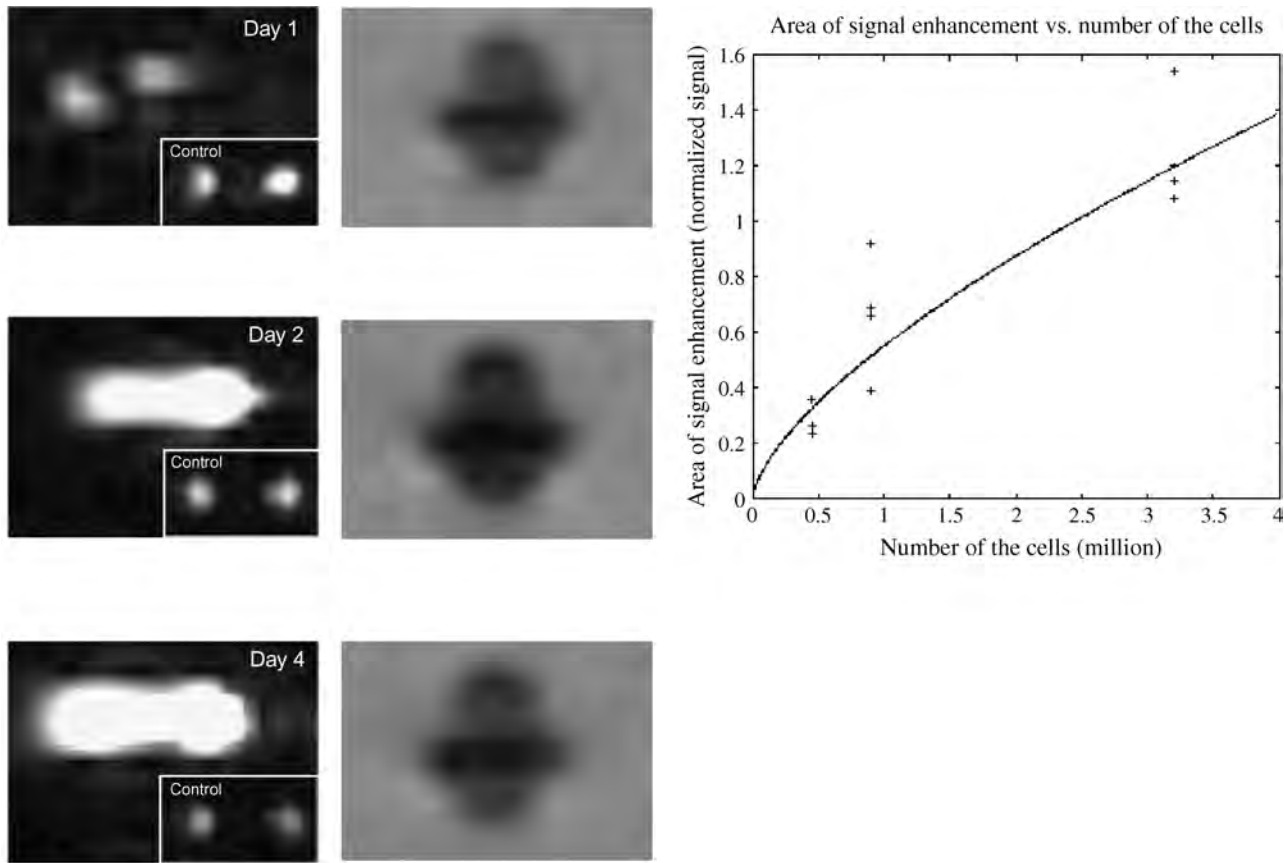 Day 1
Control
Day 2
Control
Day 4
Control
Area of signal enhancement vs. number of the cells
Area of signal enhancement (normalized signal)
1.6
1.4
1.2
1
0.8
0.6
0.4
0.2
0
0 0.5 1 1.5 2 2.5 3 3.5 4
Number of the cells (million)